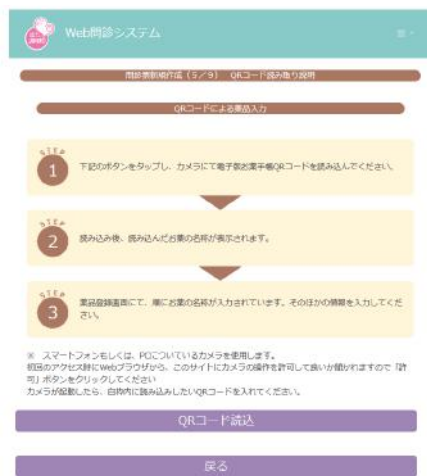 Web問診システム
問診票新規作成（5／9） QRコード読み取り説明
QRコードによる薬品入力
STEP
1
下記のボタンをタップし、カメラにて電子版お薬手帳QRコードを読み込んでください。
STEP
2
読み込み後、読み込んだお薬の名称が表示されます。
STEP
3
薬品登録画面にて、順にお薬の名称が入力されています。そのほかの情報を入力してくだ
さい。
※ スマートフォンもしくは、PCについているカメラを使用します。
初回のアクセス時にWebブラウザから、このサイトにカメラの操作を許可して良いか聞かれますので「許
可」ボタンをクリックしてください
カメラが起動したら、白枠内に読み込みしたいQRコードを入れてください。
QRコード読込
戻る